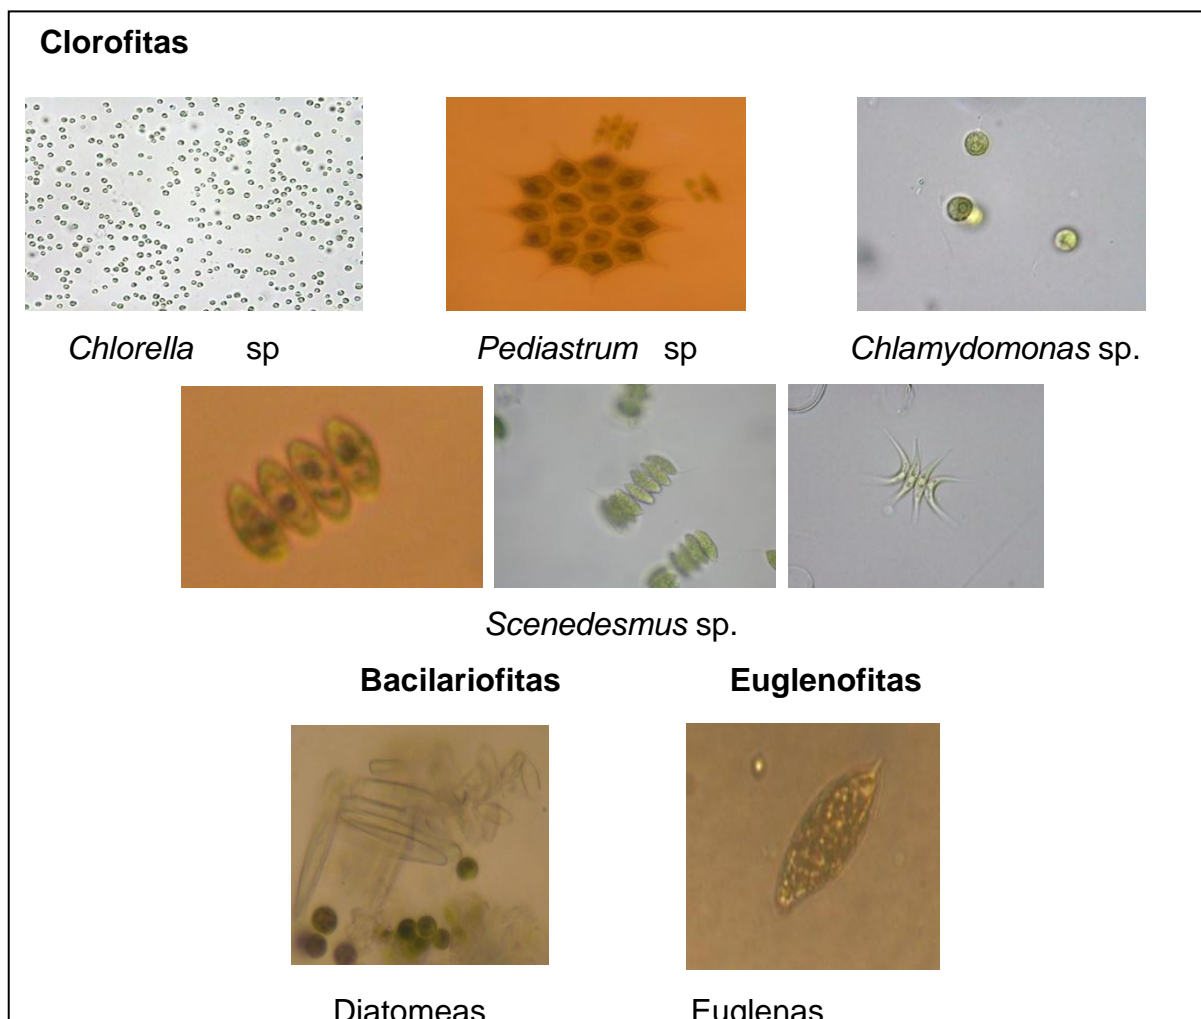 Clorofitas
Chlorella sp
Pediastrum sp
Chlamydomonas sp.
Scenedesmus sp.
Bacilariofitas
Euglenofitas
Diatomeas
Euglenas